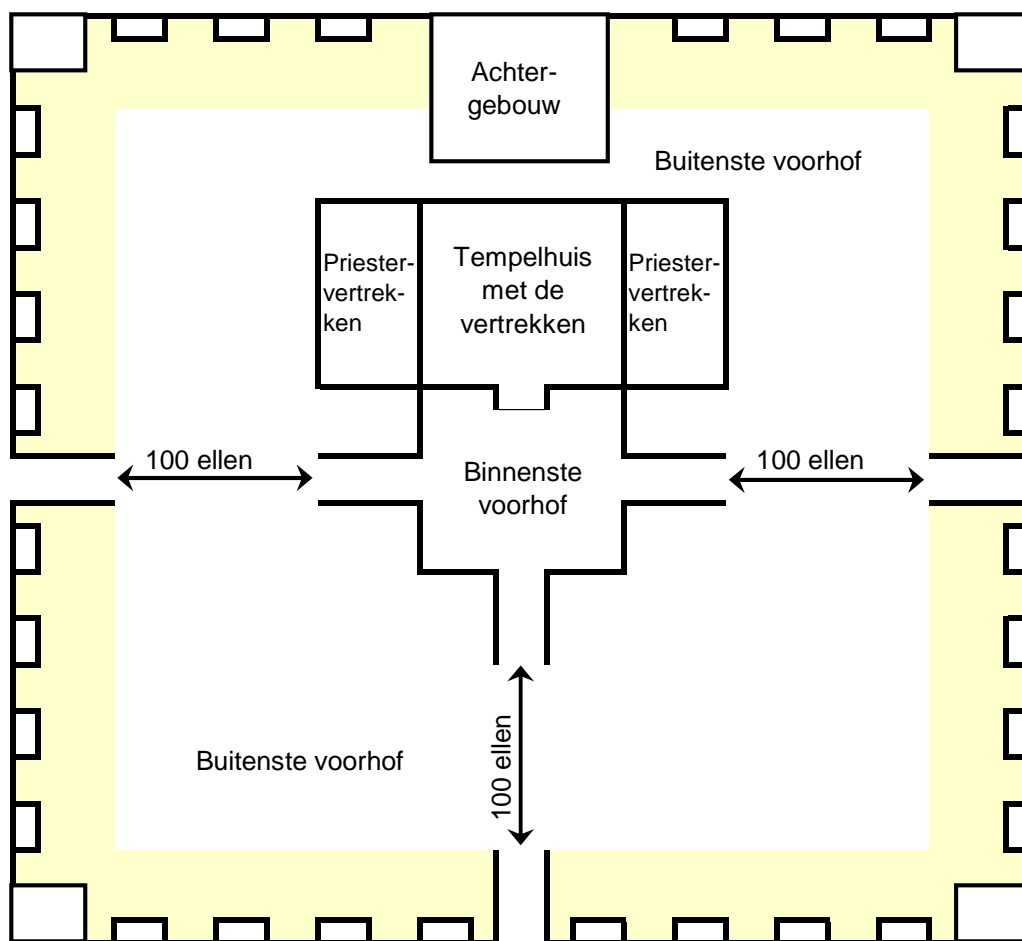 Achter-
gebouw
Buitenste voorhof
Priester-
vertrek-
ken
Tempelhuis
met de
vertrekken
Priester-
vertrek-
ken
100 ellen
Binnenste
voorhof
100 ellen
100 ellen
Buitenste voorhof